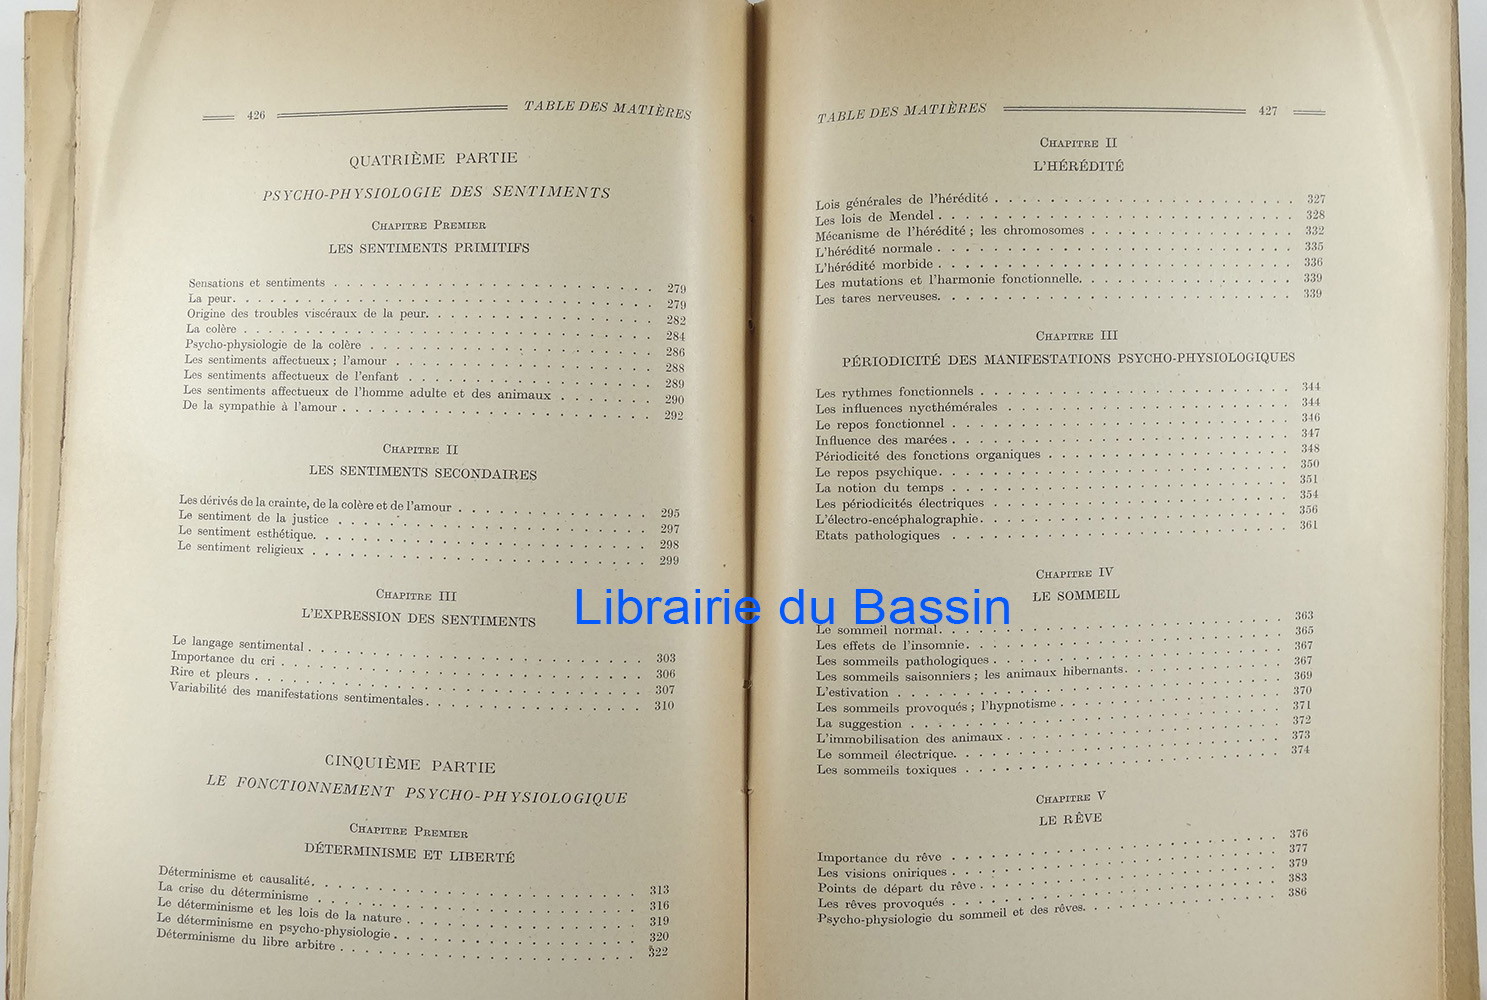 426 TABLE DES MATIÈRES
QUATRIÈME PARTIE
PSYCHO-PHYSIOLOGIE DES SENTIMENTS
CHAPITRE PREMIER
LES SENTIMENTS PRIMITIFS
Sensations et sentiments . . . . 279
La peur. . . . 279
Origine des troubles viscéraux de la peur. . . . 282
La colère . . . . 284
Psycho-physiologie de la colère . . . . 286
Les sentiments affectueux ; l'amour . . . . 288
Les sentiments affectueux de l'enfant . . . . 289
Les sentiments affectueux de l'homme adulte et des animaux . . . . 290
De la sympathie à l'amour . . . . 292
CHAPITRE II
LES SENTIMENTS SECONDAIRES
Les dérivés de la crainte, de la colère et de l'amour . . . . 295
Le sentiment de la justice . . . . 297
Le sentiment esthétique. . . . 298
Le sentiment religieux . . . . 299
CHAPITRE III
L'EXPRESSION DES SENTIMENTS
Le langage sentimental . . . . 303
Importance du cri . . . . 306
Rire et pleurs . . . . 307
Variabilité des manifestations sentimentales. . . . 310
CINQUIÈME PARTIE
LE FONCTIONNEMENT PSYCHO-PHYSIOLOGIQUE
CHAPITRE PREMIER
DÉTERMINISME ET LIBERTÉ
Déterminisme et causalité. . . . 313
La crise du déterminisme . . . . 316
Le déterminisme et les lois de la nature . . . . 319
Le déterminisme en psycho-physiologie . . . . 320
Déterminisme du libre arbitre . . . . 322
TABLE DES MATIÈRES 427
CHAPITRE II
L'HÉRÉDITÉ
Lois générales de l'hérédité . . . . 327
Les lois de Mendel . . . . 328
Mécanisme de l'hérédité ; les chromosomes . . . . 332
L'hérédité normale . . . . 335
L'hérédité morbide . . . . 336
Les mutations et l'harmonie fonctionnelle. . . . 339
Les tares nerveuses. . . . 339
CHAPITRE III
PÉRIODICITÉ DES MANIFESTATIONS PSYCHO-PHYSIOLOGIQUES
Les rythmes fonctionnels . . . . 344
Les influences nycthémérales . . . . 344
Le repos fonctionnel . . . . 346
Influence des marées . . . . 347
Périodicité des fonctions organiques . . . . 348
Le repos psychique. . . . 350
La notion du temps . . . . 351
Les périodicités électriques . . . . 354
L'électro-encéphalographie. . . . 356
Etats pathologiques . . . . 361
CHAPITRE IV
LE SOMMEIL
Librairie du Bassin
Le sommeil normal. . . . 363
Les effets de l'insomnie. . . . 365
Les sommeils pathologiques . . . . 367
Les sommeils saisonniers ; les animaux hibernants. . . . 367
L'estivation . . . . 369
Les sommeils provoqués ; l'hypnotisme . . . . 370
La suggestion . . . . 371
L'immobilisation des animaux . . . . 372
Le sommeil électrique. . . . 373
Les sommeils toxiques . . . . 374
CHAPITRE V
LE RÊVE
Importance du rêve . . . . 376
Les visions oniriques . . . . 377
Points de départ du rêve . . . . 379
Les rêves provoqués . . . . 383
Psycho-physiologie du sommeil et des rêves. . . . 386